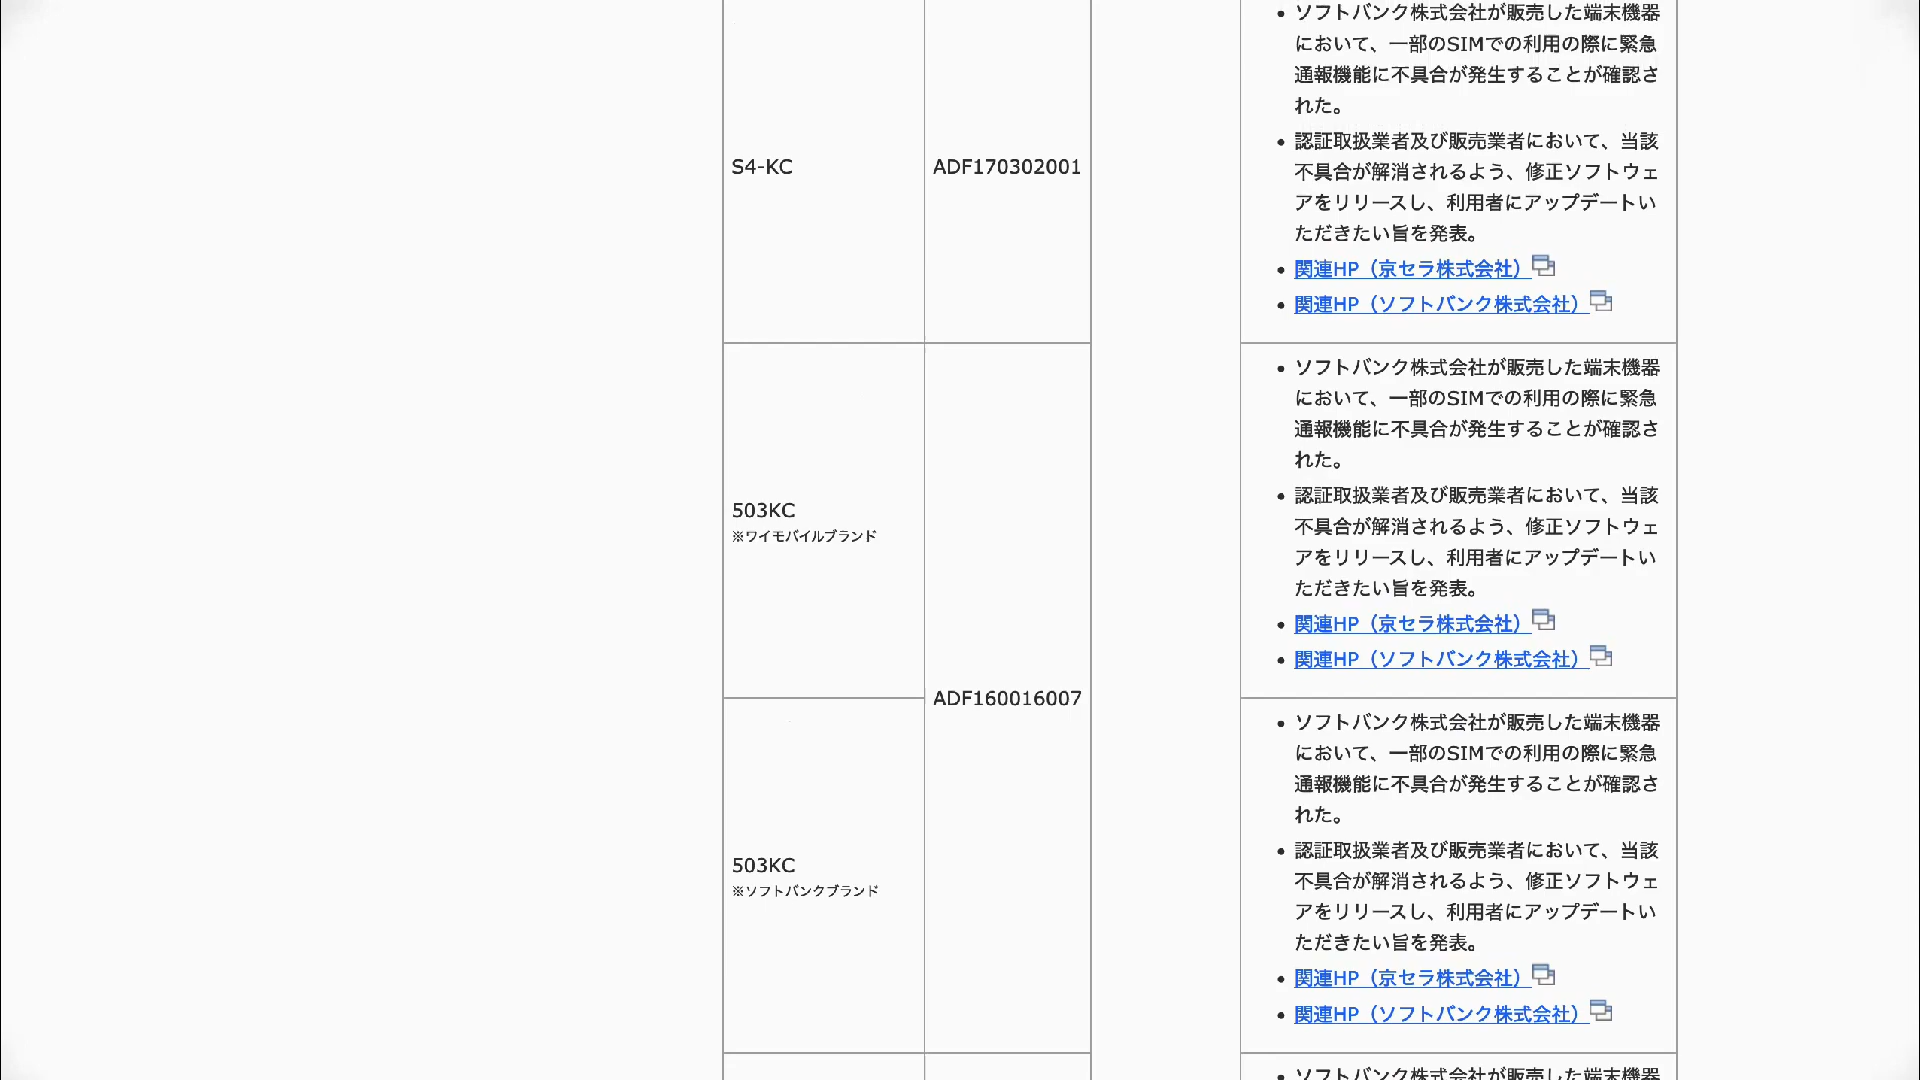 S4-KC
ADF170302001
ソフトバンク株式会社が販売した端末機器
において、一部のSIMでの利用の際に緊急
通報機能に不具合が発生することが確認さ
れた。
認証取扱業者及び販売業者において、当該
不具合が解消されるよう、修正ソフトウェ
アをリリースし、利用者にアップデートい
ただきたい旨を発表。
関連HP（京セラ株式会社）
関連HP（ソフトバンク株式会社）
503KC
※ワイモバイルブランド
ADF160016007
ソフトバンク株式会社が販売した端末機器
において、一部のSIMでの利用の際に緊急
通報機能に不具合が発生することが確認さ
れた。
認証取扱業者及び販売業者において、当該
不具合が解消されるよう、修正ソフトウェ
アをリリースし、利用者にアップデートい
ただきたい旨を発表。
関連HP（京セラ株式会社）
関連HP（ソフトバンク株式会社）
503KC
※ソフトバンクブランド
ソフトバンク株式会社が販売した端末機器
において、一部のSIMでの利用の際に緊急
通報機能に不具合が発生することが確認さ
れた。
認証取扱業者及び販売業者において、当該
不具合が解消されるよう、修正ソフトウェ
アをリリースし、利用者にアップデートい
ただきたい旨を発表。
関連HP（京セラ株式会社）
関連HP（ソフトバンク株式会社）
ソフトバンク株式会社が販売した端末機器